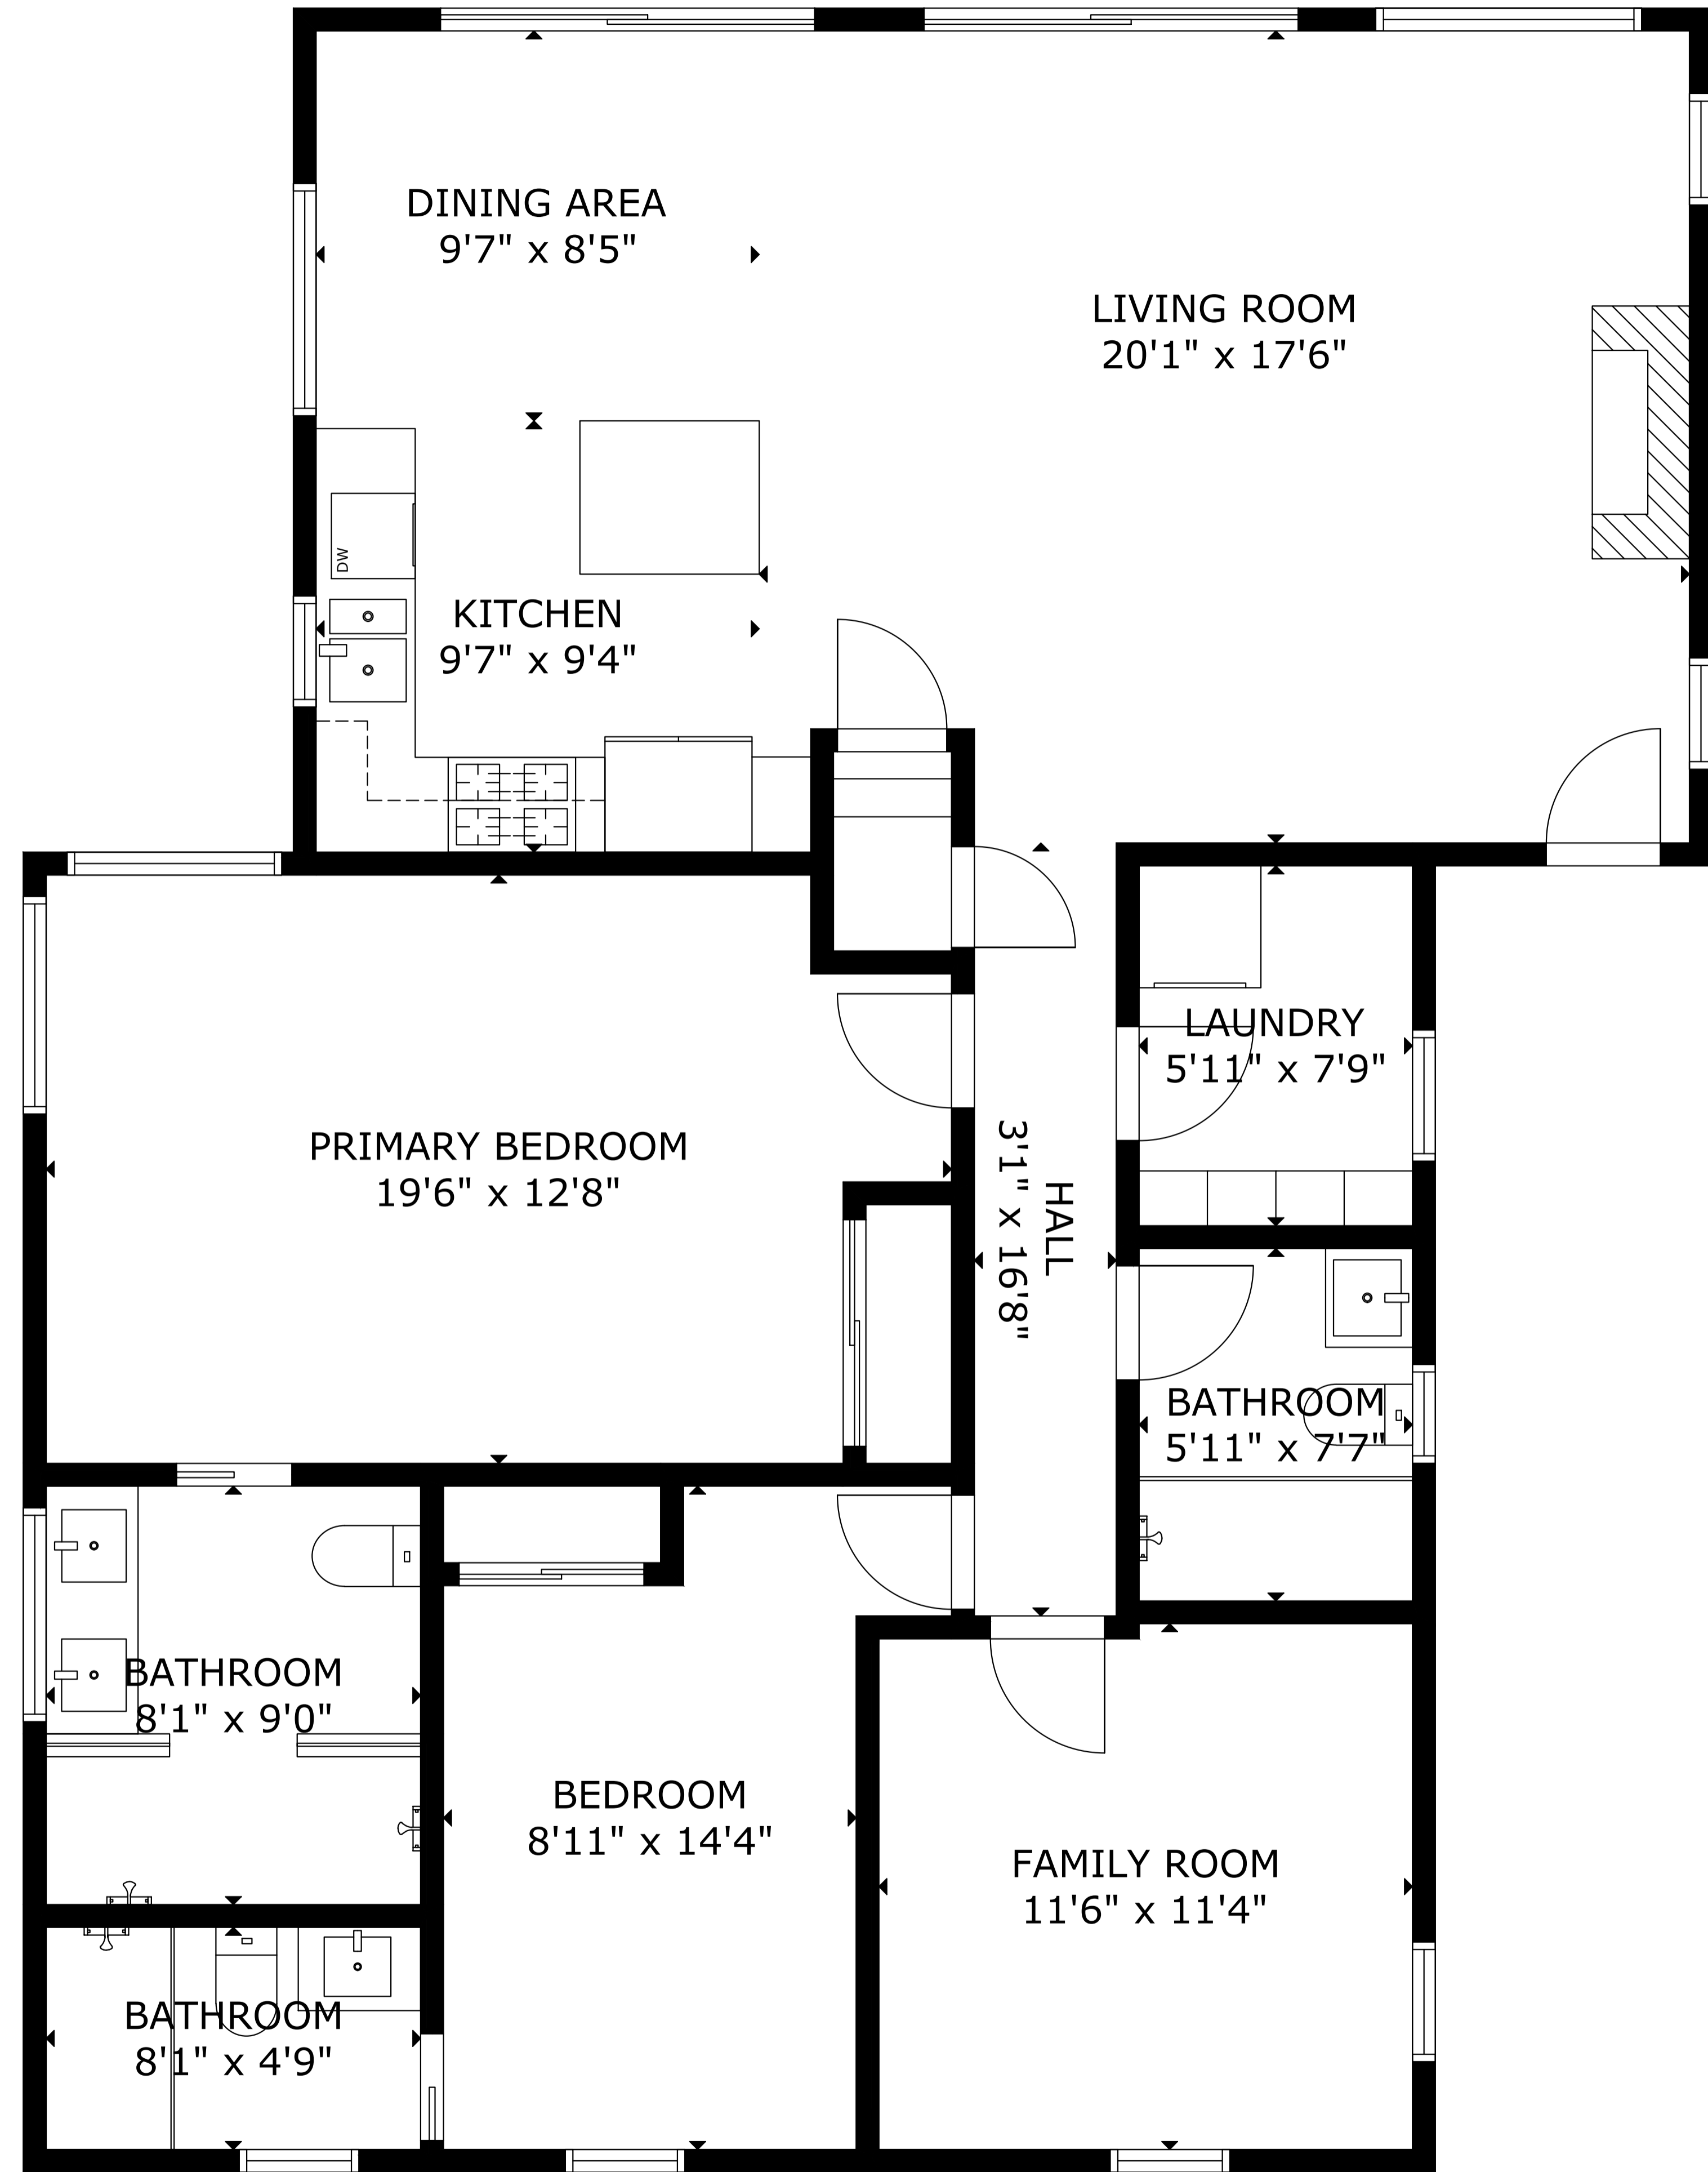 DINING AREA
9'7" x 8'5"
LIVING ROOM
20'1" x 17'6"
DW
KITCHEN
9'7" x 9'4"
LAUNDRY
5'11" x 7'9"
PRIMARY BEDROOM
19'6" x 12'8"
HALL
3'1" x 16'8"
BATHROOM
5'11" x 7'7"
BATHROOM
8'1" x 9'0"
BEDROOM
8'11" x 14'4"
FAMILY ROOM
11'6" x 11'4"
BATHROOM
8'1" x 4'9"